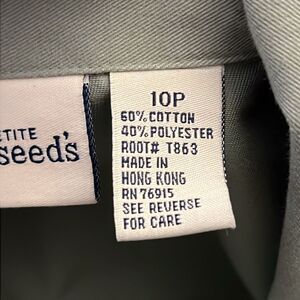 ETITE
seed's
10P
60% COTTON
40% POLYESTER
ROOT# T863
MADE IN
HONG KONG
RN 76915
SEE REVERSE
FOR CARE